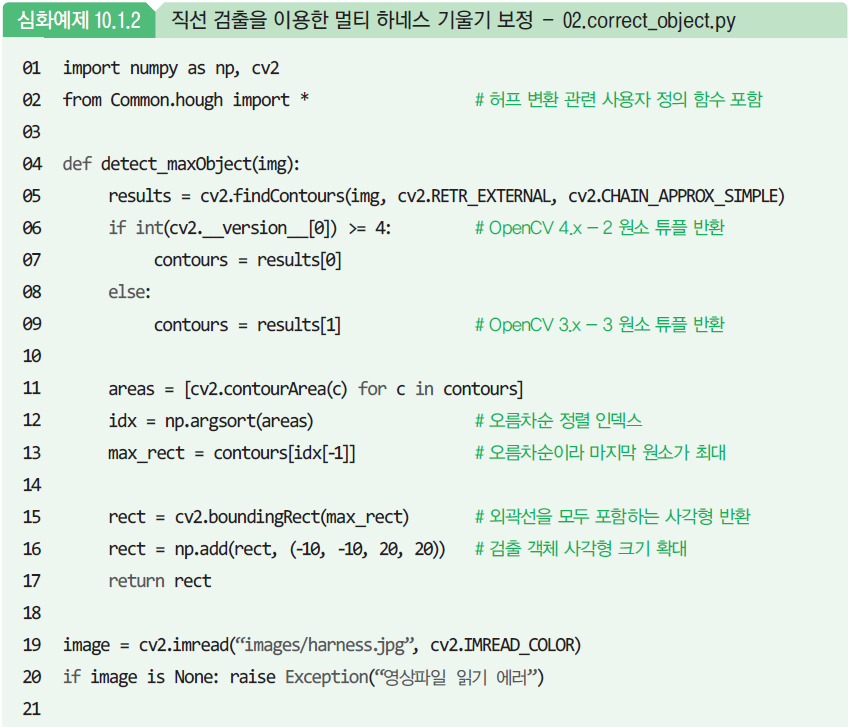 심화예제 10.1.2 직선 검출을 이용한 멀티 하네스 기울기 보정 - 02.correct_object.py
01 import numpy as np, cv2
02 from Common.hough import * # 허프 변환 관련 사용자 정의 함수 포함
03
04 def detect_maxObject(img):
05 results = cv2.findContours(img, cv2.RETR_EXTERNAL, cv2.CHAIN_APPROX_SIMPLE)
06 if int(cv2.__version__[0]) >= 4: # OpenCV 4.x - 2 원소 튜플 반환
07 contours = results[0]
08 else:
09 contours = results[1] # OpenCV 3.x - 3 원소 튜플 반환
10
11 areas = [cv2.contourArea(c) for c in contours]
12 idx = np.argsort(areas) # 오름차순 정렬 인덱스
13 max_rect = contours[idx[-1]] # 오름차순이라 마지막 원소가 최대
14
15 rect = cv2.boundingRect(max_rect) # 외곽선을 모두 포함하는 사각형 반환
16 rect = np.add(rect, (-10, -10, 20, 20)) # 검출 객체 사각형 크기 확대
17 return rect
18
19 image = cv2.imread(“images/harness.jpg”, cv2.IMREAD_COLOR)
20 if image is None: raise Exception(“영상파일 읽기 에러”)
21